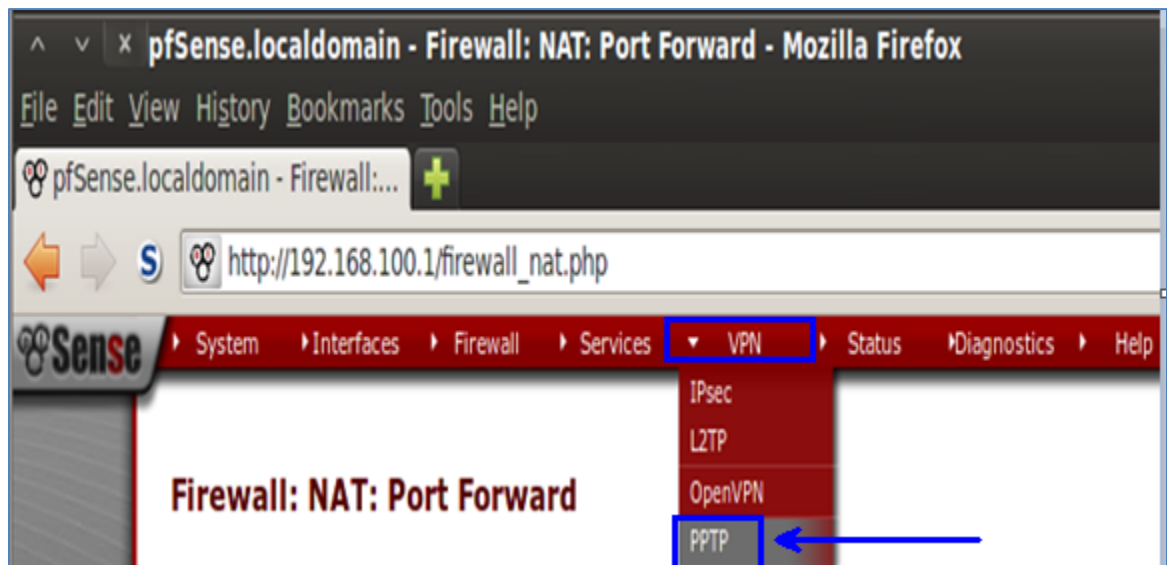 pfSense.localdomain - Firewall: NAT: Port Forward - Mozilla Firefox
File Edit View History Bookmarks Tools Help
pfSense.localdomain - Firewall:...
http://192.168.100.1/firewall_nat.php
Sense System Interfaces Firewall Services VPN Status Diagnostics Help
IPsec
L2TP
Firewall: NAT: Port Forward
OpenVPN
PPTP